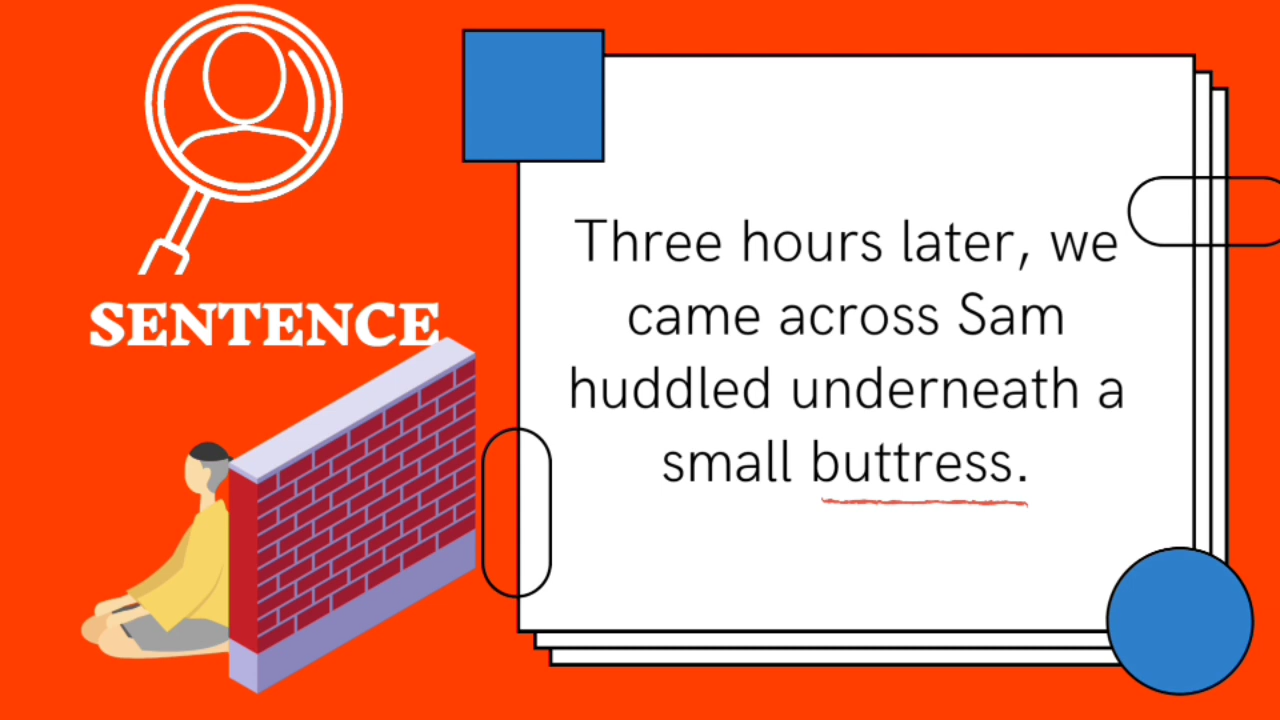 SENTENCE
Three hours later, we
came across Sam
huddled underneath a
small buttress.